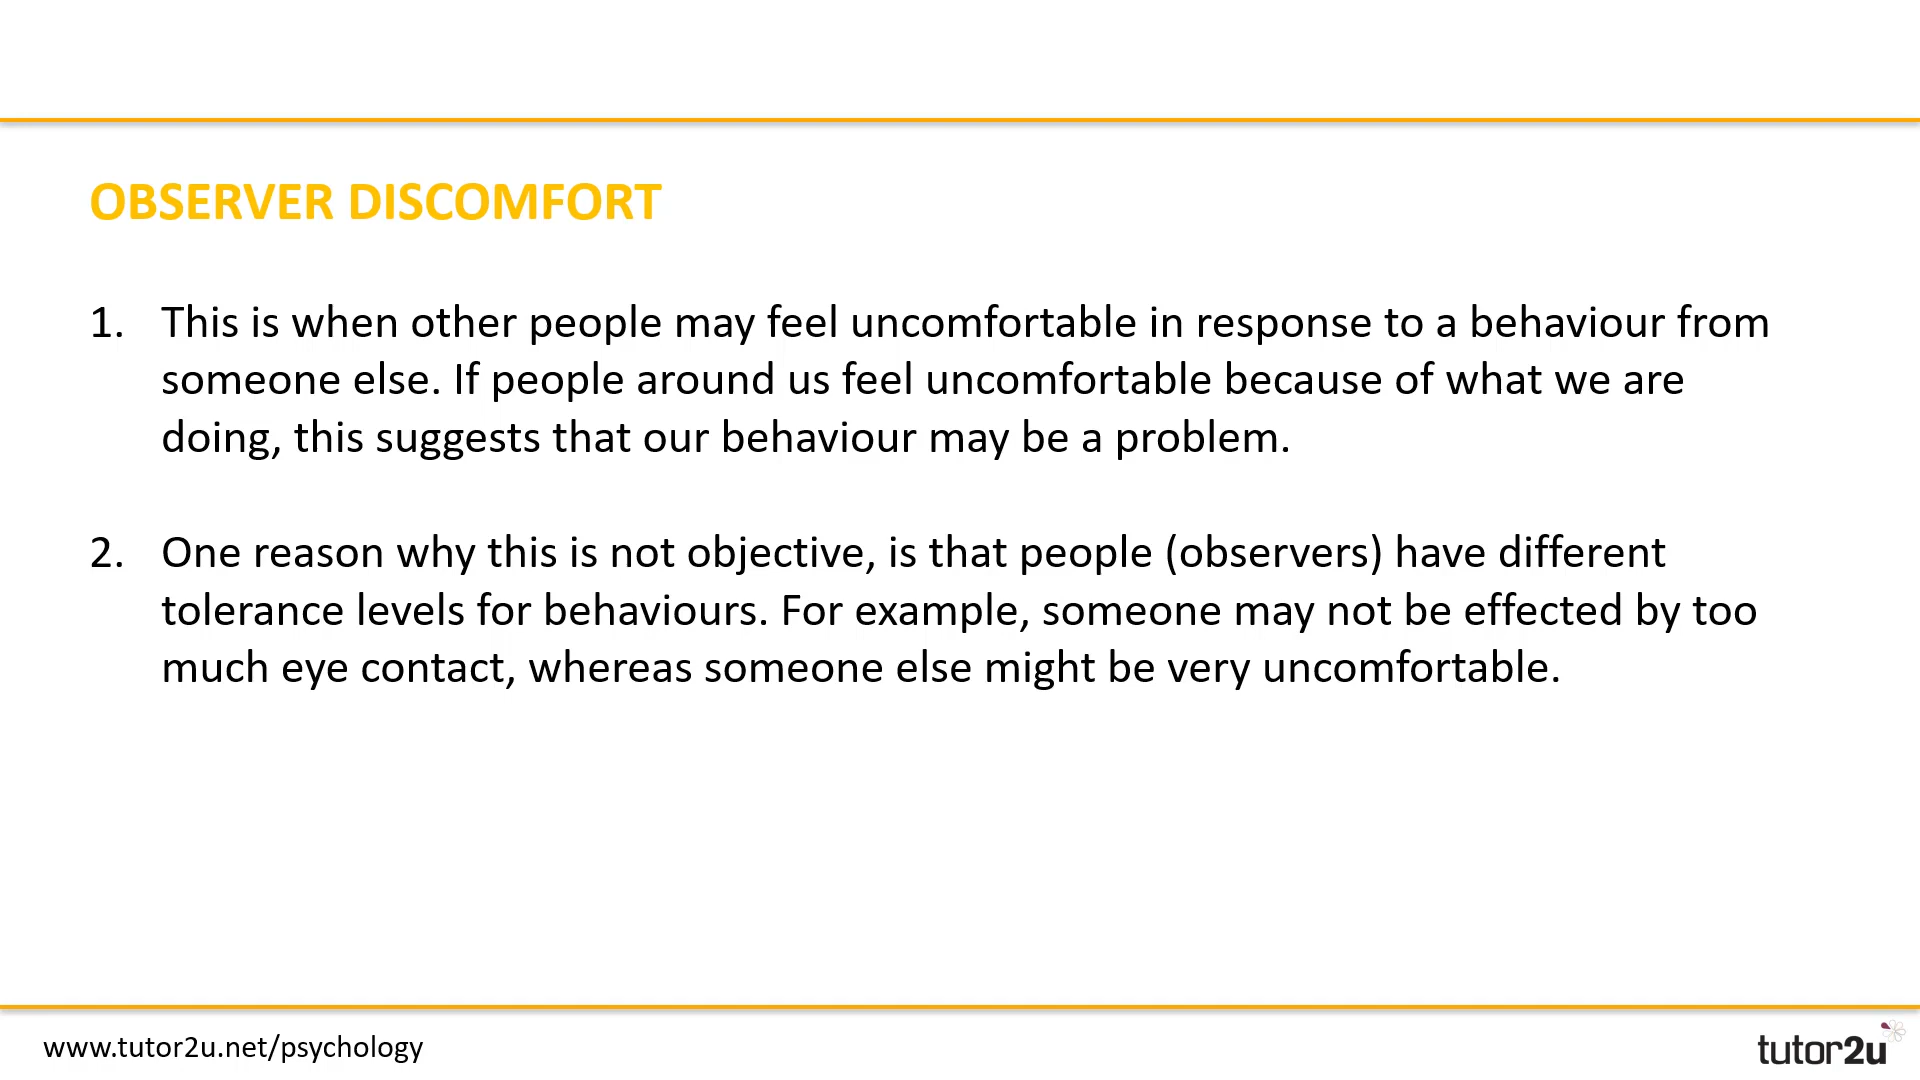 OBSERVER DISCOMFORT
1. This is when other people may feel uncomfortable in response to a behaviour from
someone else. If people around us feel uncomfortable because of what we are
doing, this suggests that our behaviour may be a problem.
2. One reason why this is not objective, is that people (observers) have different
tolerance levels for behaviours. For example, someone may not be effected by too
much eye contact, whereas someone else might be very uncomfortable.
www.tutor2u.net/psychology
tutor2u